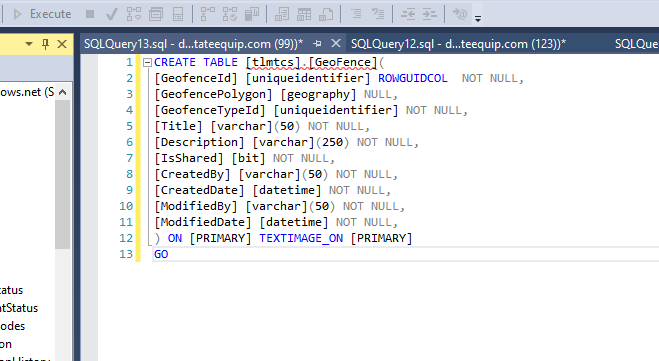 Execute
SQLQuery13.sql - d...tateequip.com (99))*
SQLQuery12.sql - d...teequip.com (123))*
SQLQu
ows.net (S
1 CREATE TABLE [tlmtcs].[GeoFence](
2 [GeofenceId] [uniqueidentifier] ROWGUIDCOL  NOT NULL,
3 [GeofencePolygon] [geography] NULL,
4 [GeofenceTypeId] [uniqueidentifier] NOT NULL,
5 [Title] [varchar](50) NOT NULL,
6 [Description] [varchar](250) NOT NULL,
7 [IsShared] [bit] NOT NULL,
8 [CreatedBy] [varchar](50) NOT NULL,
9 [CreatedDate] [datetime] NOT NULL,
10 [ModifiedBy] [varchar](50) NOT NULL,
11 [ModifiedDate] [datetime] NOT NULL,
12 ) ON [PRIMARY] TEXTIMAGE_ON [PRIMARY]
13 GO
tatus
ntStatus
odes
on